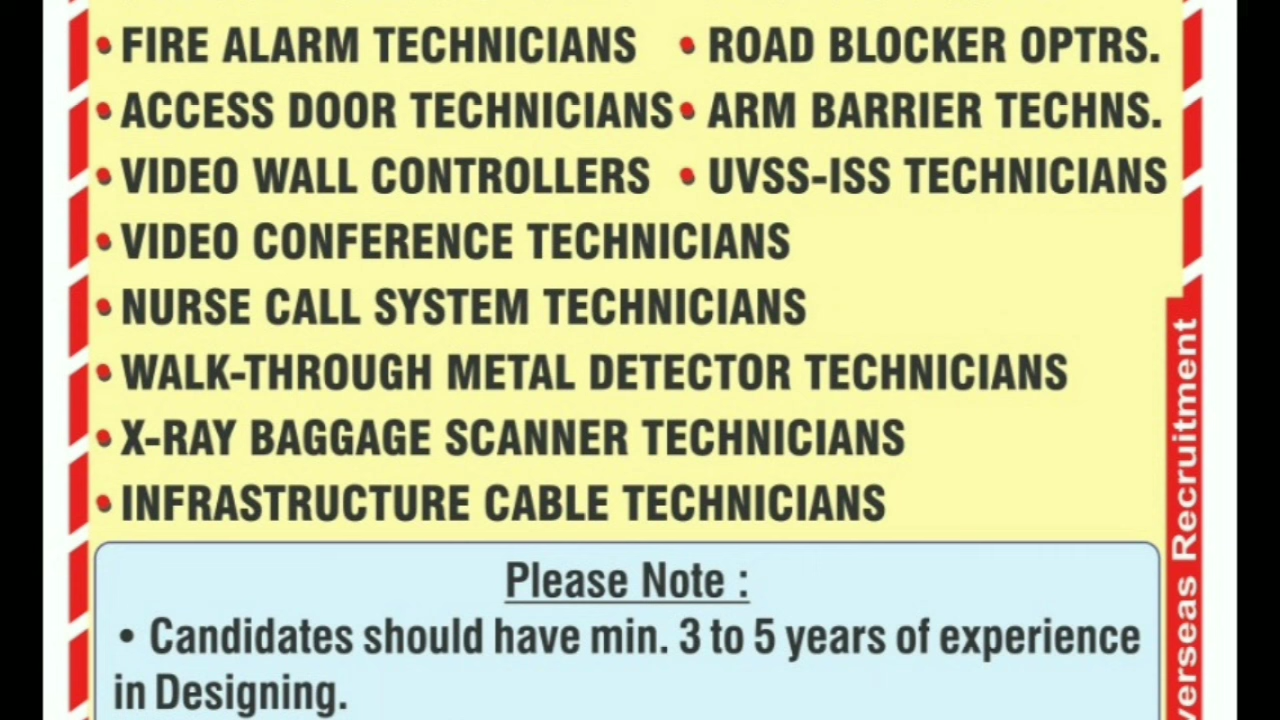 • FIRE ALARM TECHNICIANS • ROAD BLOCKER OPTRS.
• ACCESS DOOR TECHNICIANS • ARM BARRIER TECHNS.
• VIDEO WALL CONTROLLERS • UVSS-ISS TECHNICIANS
• VIDEO CONFERENCE TECHNICIANS
• NURSE CALL SYSTEM TECHNICIANS
• WALK-THROUGH METAL DETECTOR TECHNICIANS
• X-RAY BAGGAGE SCANNER TECHNICIANS
• INFRASTRUCTURE CABLE TECHNICIANS
Please Note :
• Candidates should have min. 3 to 5 years of experience
in Designing.
verseas Recruitment